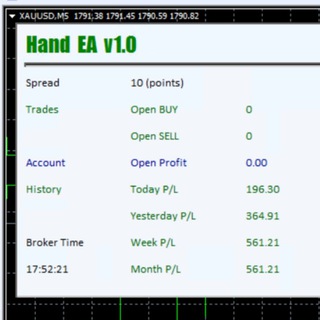 XAUUSD,M5 1791.38 1791.45 1790.59 1790.82
Hand EA v1.0
Spread 10 (points)
Trades Open BUY 0
Open SELL 0
Account Open Profit 0.00
History Today P/L 196.30
Yesterday P/L 364.91
Broker Time Week P/L 561.21
17:52:21 Month P/L 561.21